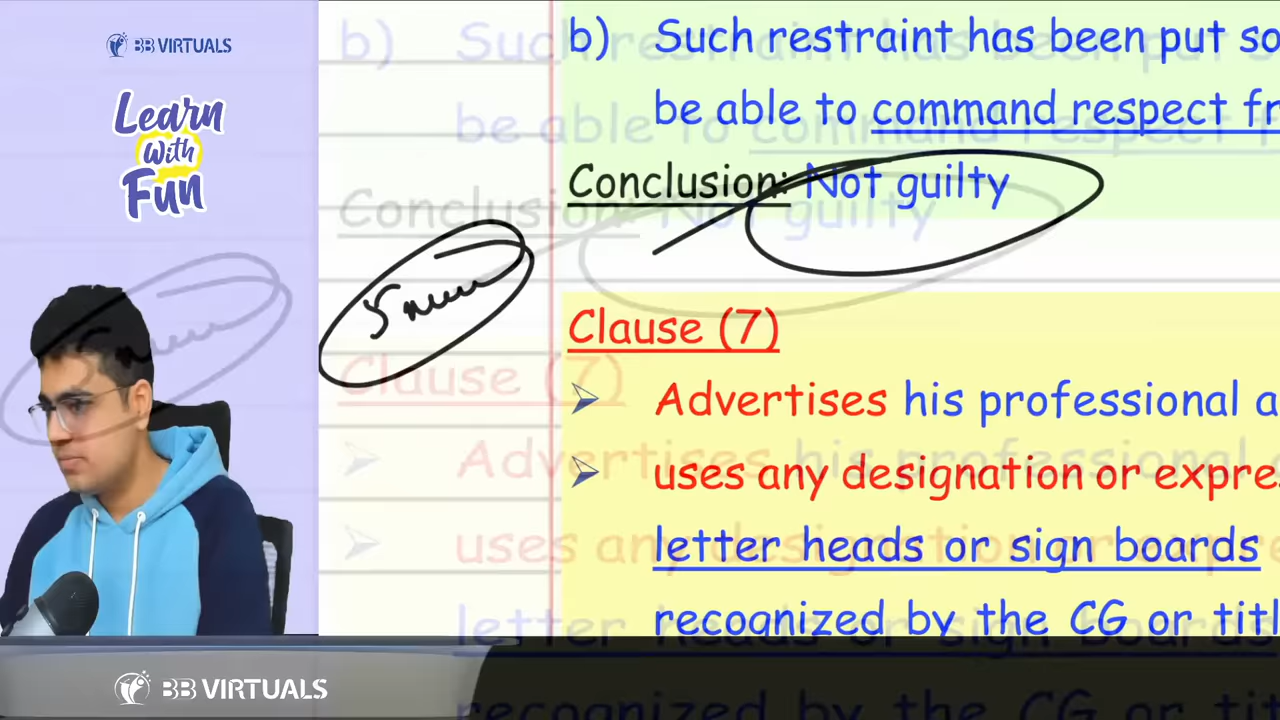 BB VIRTUALS
Learn
With
Fun
b) Such restraint has been put so
be able to command respect fr
Conclusion: Not guilty
Clause (7)
➢ Advertises his professional a
➢ uses any designation or expre
letter heads or sign boards
recognized by the CG or titl
BB VIRTUALS